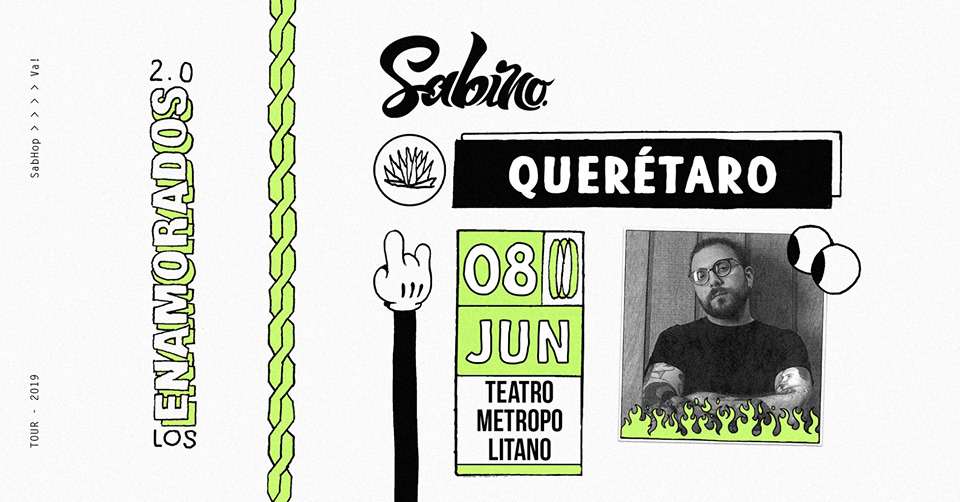 SabHop > > > > > Va!
TOUR - 2019
2.0
LOS ENAMORADOS
Sabino.
QUERÉTARO
08
JUN
TEATRO
METROPO
LITANO